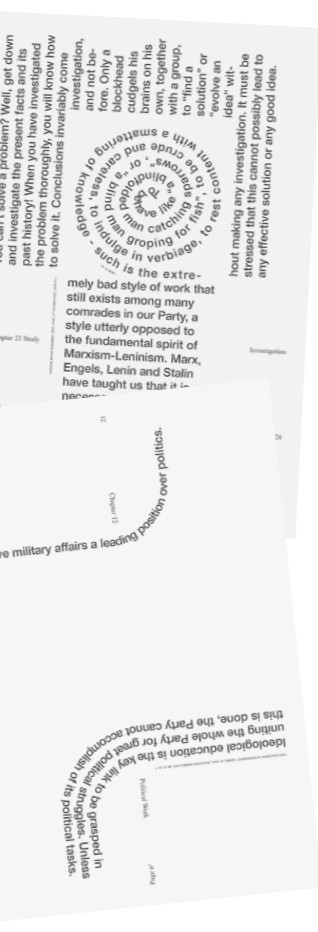 solve a problem? Well, get down
and investigate the present facts and its
past history! When you have investigated
the problem thoroughly, you will know how
to solve it. Conclusions invariably come
investigation,
and not be-
fore. Only a
blockhead
cudgels his
brains on his
own, together
with a group,
to "find a
solution" or
"evolve an
idea" wit-
hout making any investigation. It must be
stressed that this cannot possibly lead to
any effective solution or any good idea.
To
behave like "a
blindfolded man catching
sparrows", or "a blind
man groping for fish", to be crude and careless, to indulge in verbiage, to rest content with a smattering of knowledge - such is the extre-
mely bad style of work that
still exists among many
comrades in our Party, a
style utterly opposed to
the fundamental spirit of
Marxism-Leninism. Marx,
Engels, Lenin and Stalin
have taught us that it is
Chapter 23 Study
Investigation
26
Chapter 12
military affairs a leading position over politics.
Ideological education is the key link to be grasped in
uniting the whole Party for great political struggles. Unless
this is done, the Party cannot accomplish
of its political tasks.
Political Work
Page